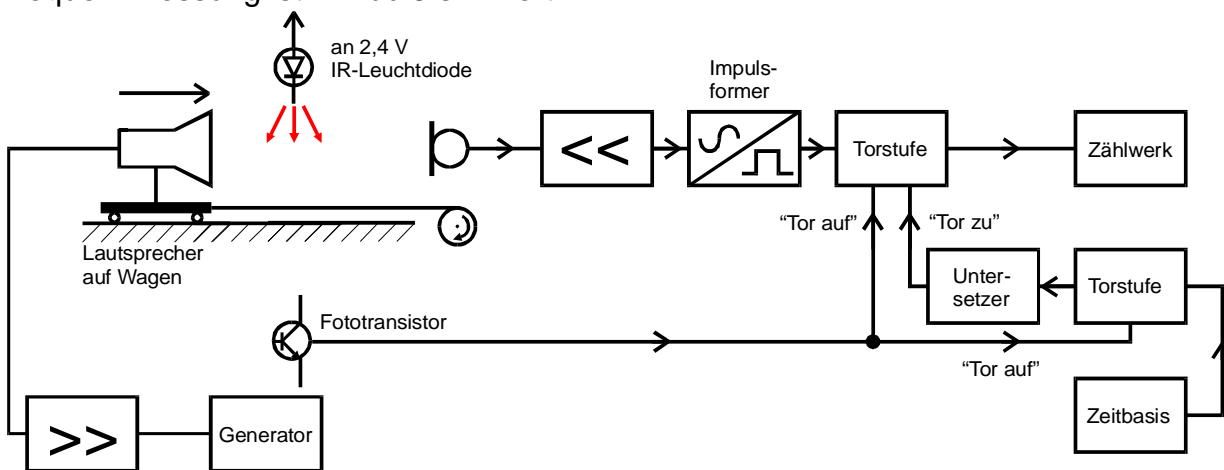 an 2,4 V
IR-Leuchtdiode
Impuls-
former
<<
Torstufe
Zählwerk
"Tor auf"
"Tor zu"
Lautsprecher
auf Wagen
Unter-
setzer
Torstufe
Fototransistor
"Tor auf"
>>
Generator
Zeitbasis